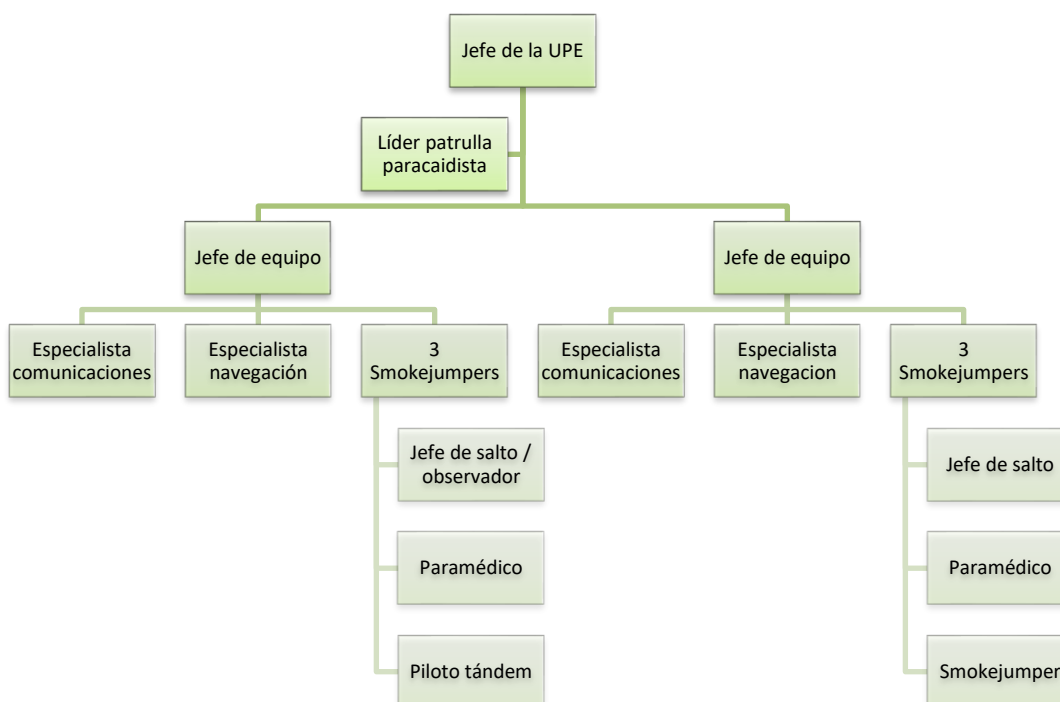 Jefe de la UPE
Líder patrulla
paracaidista
Jefe de equipo
Jefe de equipo
Especialista
comunicaciones
Especialista
navegación
3
Smokejumpers
Especialista
comunicaciones
Especialista
navegacion
3
Smokejumpers
Jefe de salto /
observador
Jefe de salto
Paramédico
Paramédico
Piloto tándem
Smokejumper